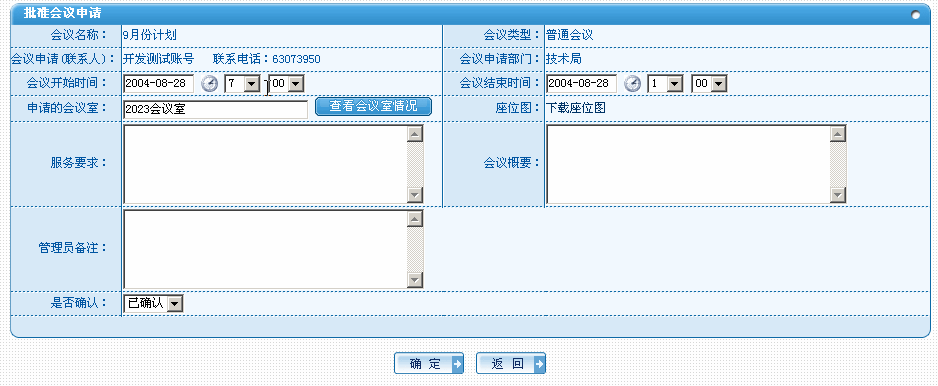 批准会议申请
会议名称： 9月份计划 会议类型： 普通会议
会议申请(联系人)： 开发测试账号 联系电话：63073950 会议申请部门： 技术局
会议开始时间： 2004-08-28 7 00 会议结束时间： 2004-08-28 1 00
申请的会议室： 2023会议室 查看会议室情况 座位图： 下载座位图
服务要求： 会议概要：
管理员备注：
是否确认： 已确认
确 定 返 回